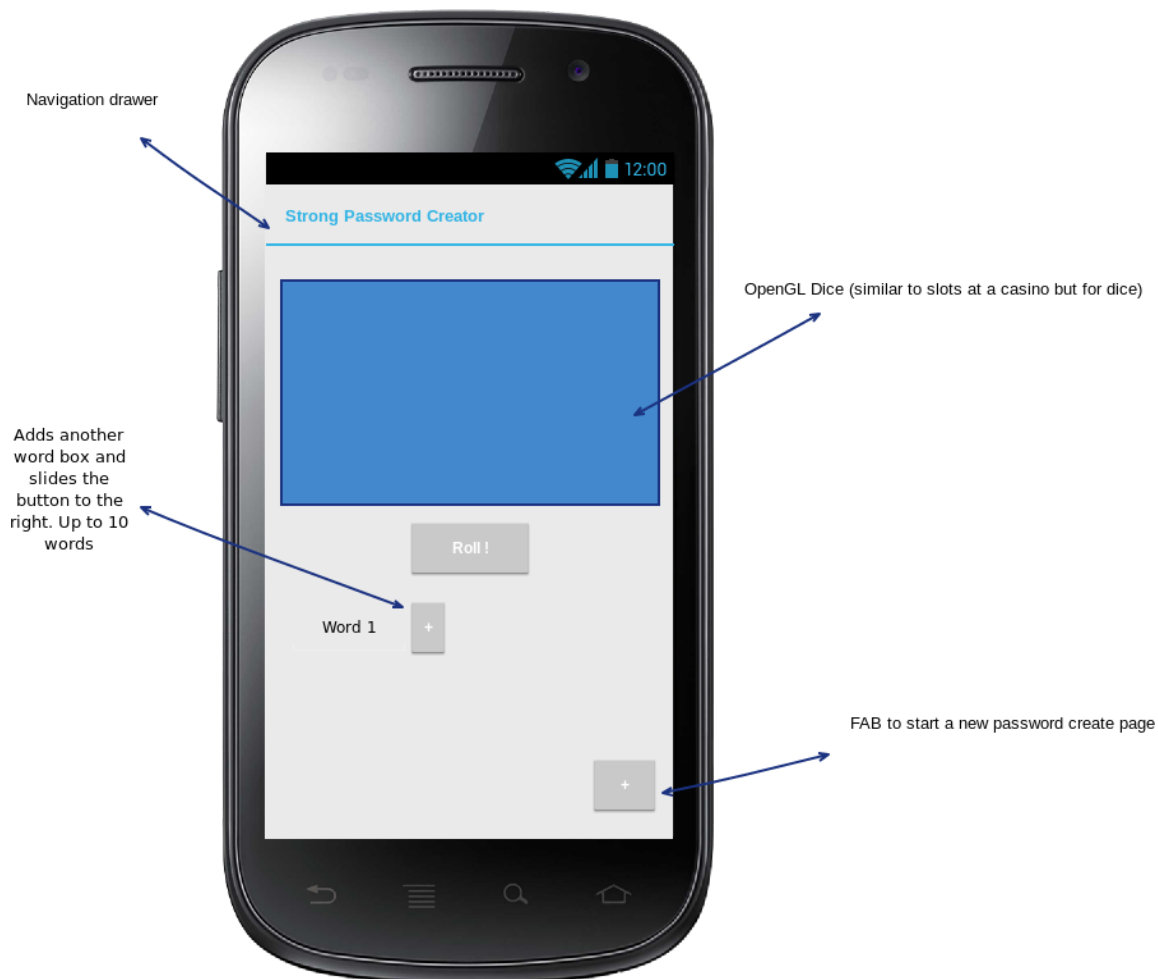 Navigation drawer
12:00
Strong Password Creator
OpenGL Dice (similar to slots at a casino but for dice)
Adds another
word box and
slides the
button to the
right. Up to 10
words
Roll !
Word 1
+
FAB to start a new password create page
+